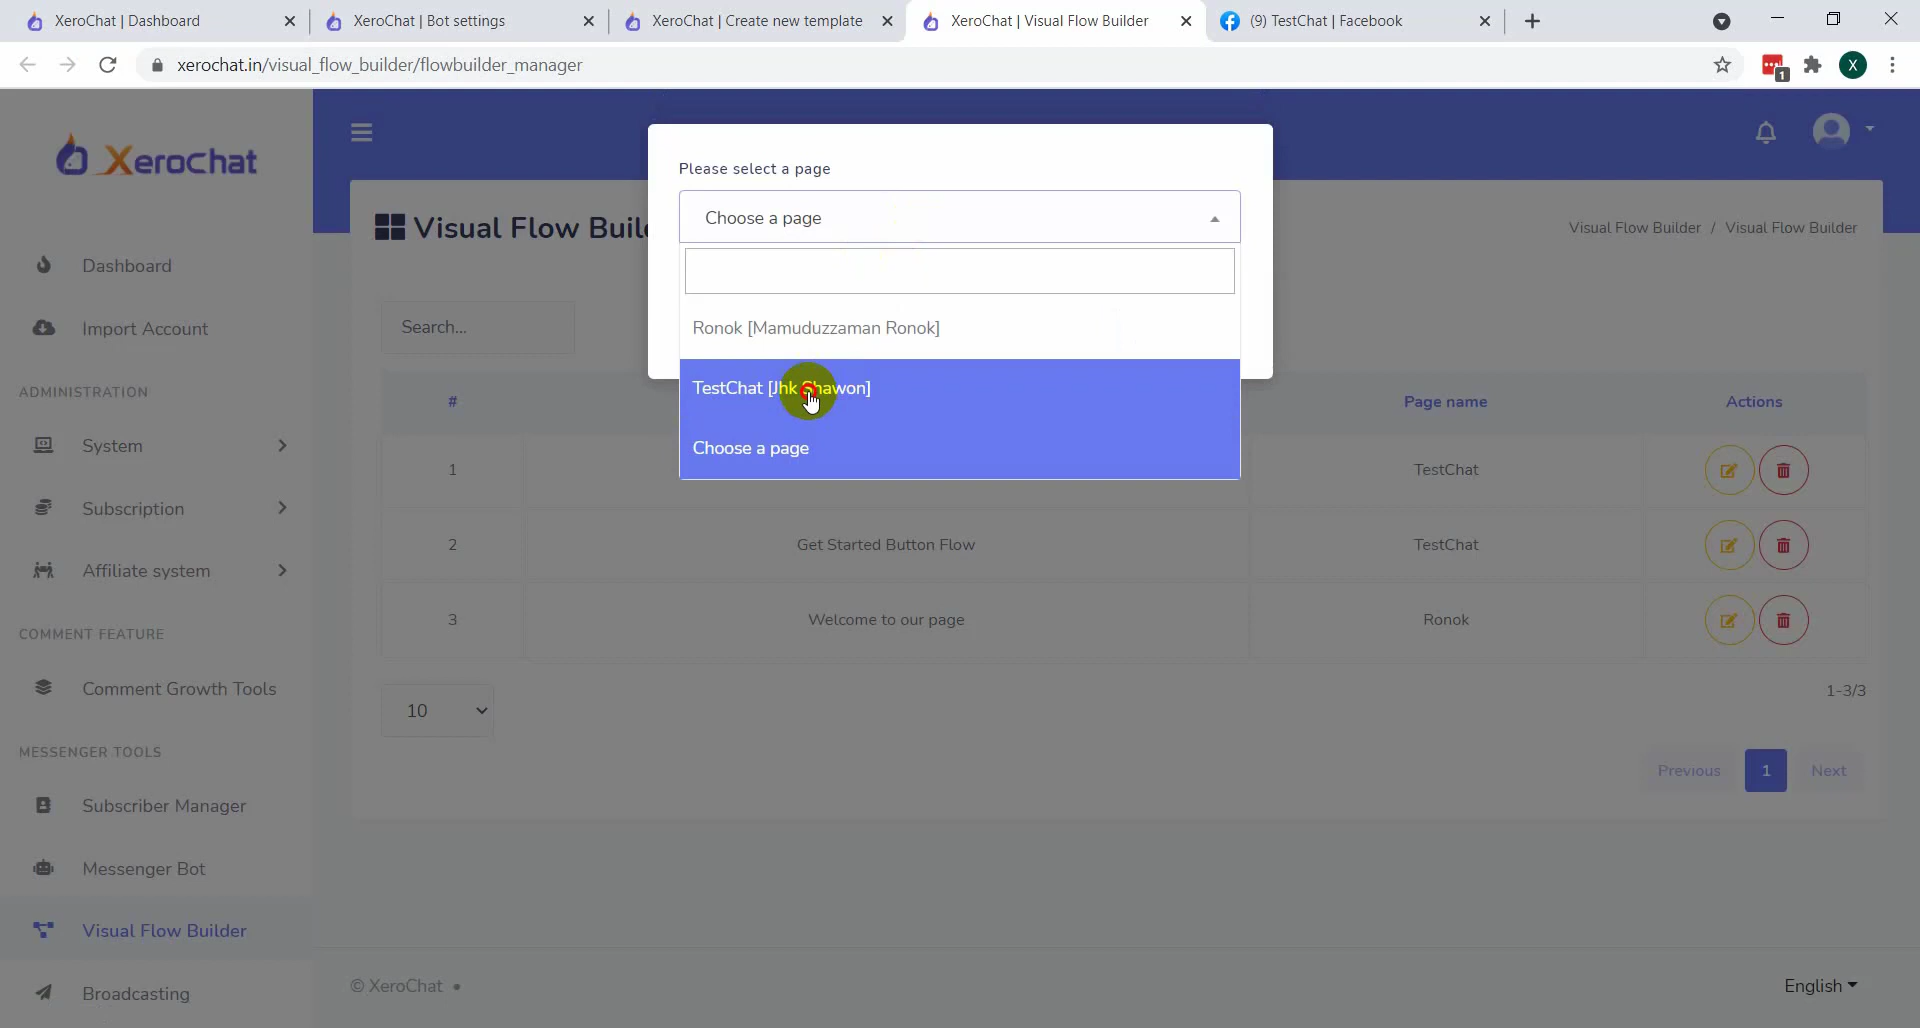 XeroChat | Dashboard
XeroChat | Bot settings
XeroChat | Create new template
XeroChat | Visual Flow Builder
(9) TestChat | Facebook
xerochat.in/visual_flow_builder/flowbuilder_manager
1
X
XeroChat
Dashboard
Import Account
ADMINISTRATION
System
Subscription
Affiliate system
COMMENT FEATURE
Comment Growth Tools
MESSENGER TOOLS
Subscriber Manager
Messenger Bot
Visual Flow Builder
Broadcasting
Visual Flow Buil
Visual Flow Builder / Visual Flow Builder
Please select a page
Choose a page
Ronok [Mamuduzzaman Ronok]
TestChat [Jhk Shawon]
Choose a page
Search...
# Page name Actions
1 TestChat
2 Get Started Button Flow TestChat
3 Welcome to our page Ronok
10
1-3/3
Previous 1 Next
© XeroChat •
English